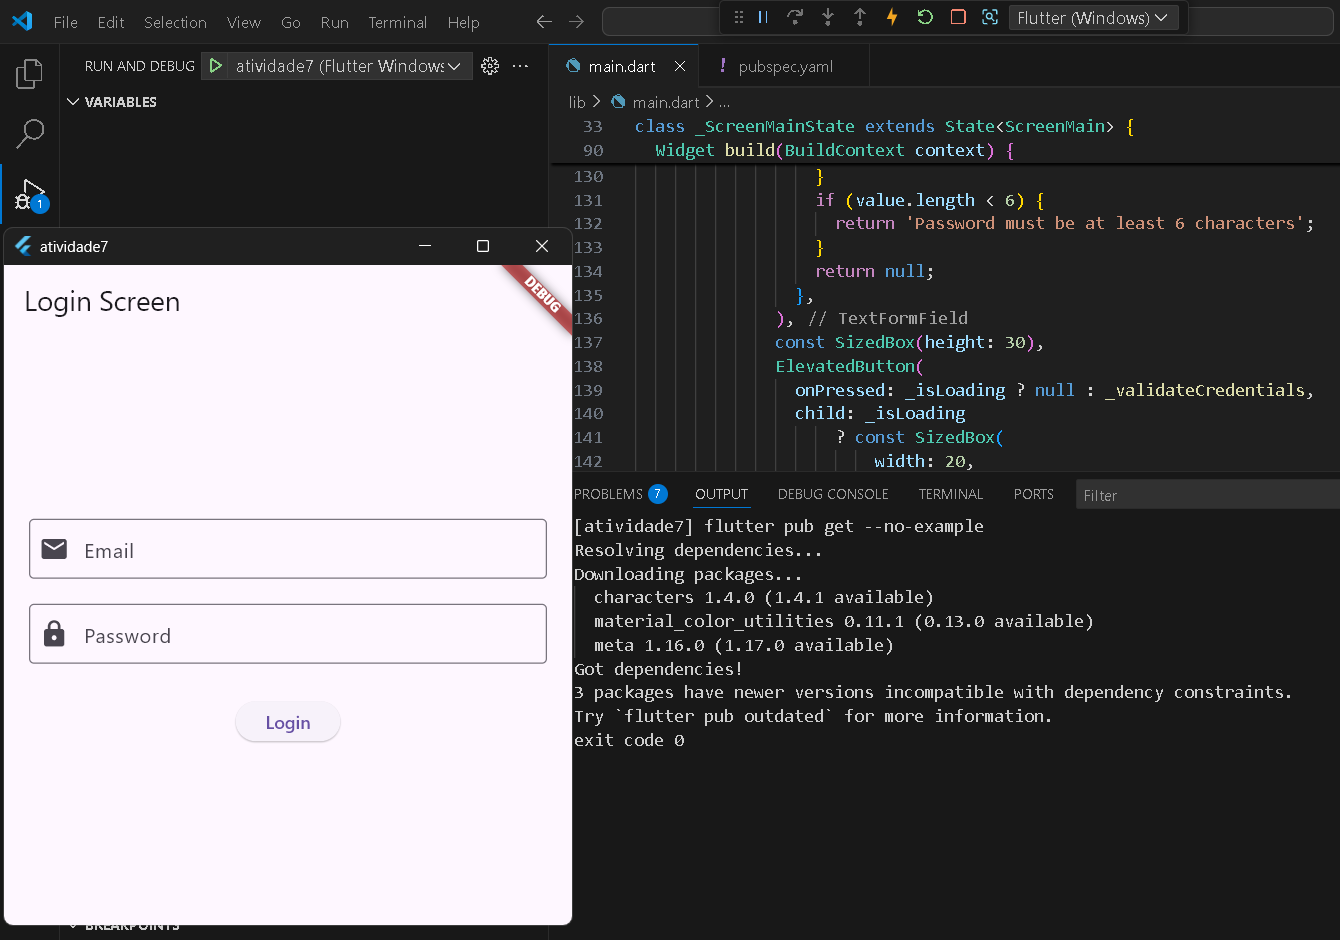 File Edit Selection View Go Run Terminal Help
Flutter (Windows)
RUN AND DEBUG
atividade7 (Flutter Windows
VARIABLES
1
atividade7
Login Screen
DEBUG
Email
Password
Login
BREAKPOINTS
main.dart
pubspec.yaml
lib > main.dart > ...
33 class _ScreenMainState extends State<ScreenMain> {
90 Widget build(BuildContext context) {
130 }
131 if (value.length < 6) {
132 return 'Password must be at least 6 characters';
133 }
134 return null;
135 },
136 ), // TextFormField
137 const SizedBox(height: 30),
138 ElevatedButton(
139 onPressed: _isLoading ? null : _validateCredentials,
140 child: _isLoading
141 ? const SizedBox(
142 width: 20,
PROBLEMS 7 OUTPUT DEBUG CONSOLE TERMINAL PORTS Filter
[atividade7] flutter pub get --no-example
Resolving dependencies...
Downloading packages...
characters 1.4.0 (1.4.1 available)
material_color_utilities 0.11.1 (0.13.0 available)
meta 1.16.0 (1.17.0 available)
Got dependencies!
3 packages have newer versions incompatible with dependency constraints.
Try `flutter pub outdated` for more information.
exit code 0